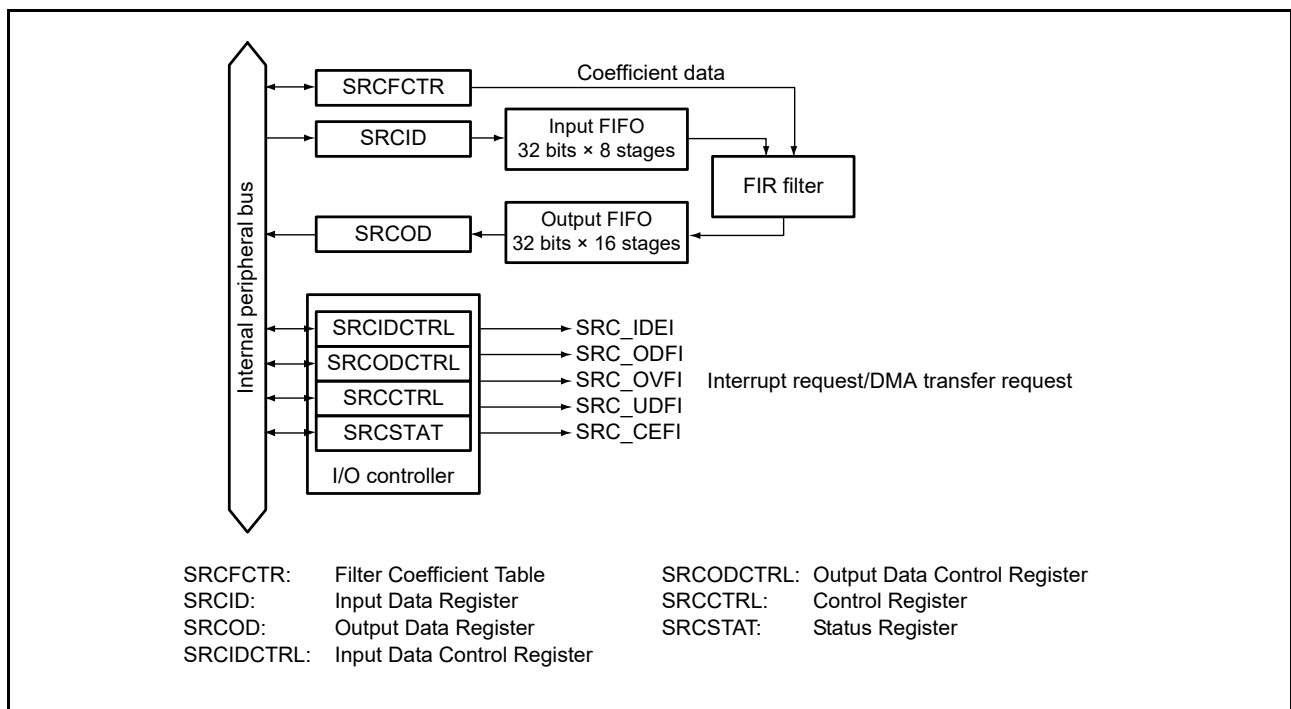 Internal peripheral bus
SRCFCTR
Coefficient data
SRCID
Input FIFO
32 bits × 8 stages
FIR filter
SRCOD
Output FIFO
32 bits × 16 stages
SRCIDCTRL
SRCODCTRL
SRCCTRL
SRCSTAT
I/O controller
SRC_IDEI
SRC_ODFI
SRC_OVFI
SRC_UDFI
SRC_CEFI
Interrupt request/DMA transfer request
SRCFCTR: Filter Coefficient Table
SRCID: Input Data Register
SRCOD: Output Data Register
SRCIDCTRL: Input Data Control Register
SRCODCTRL: Output Data Control Register
SRCCTRL: Control Register
SRCSTAT: Status Register